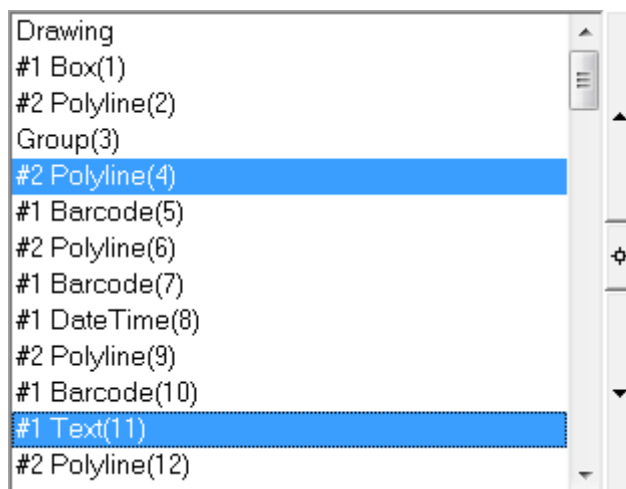 Drawing
#1 Box(1)
#2 Polyline(2)
Group(3)
#2 Polyline(4)
#1 Barcode(5)
#2 Polyline(6)
#1 Barcode(7)
#1 DateTime(8)
#2 Polyline(9)
#1 Barcode(10)
#1 Text(11)
#2 Polyline(12)